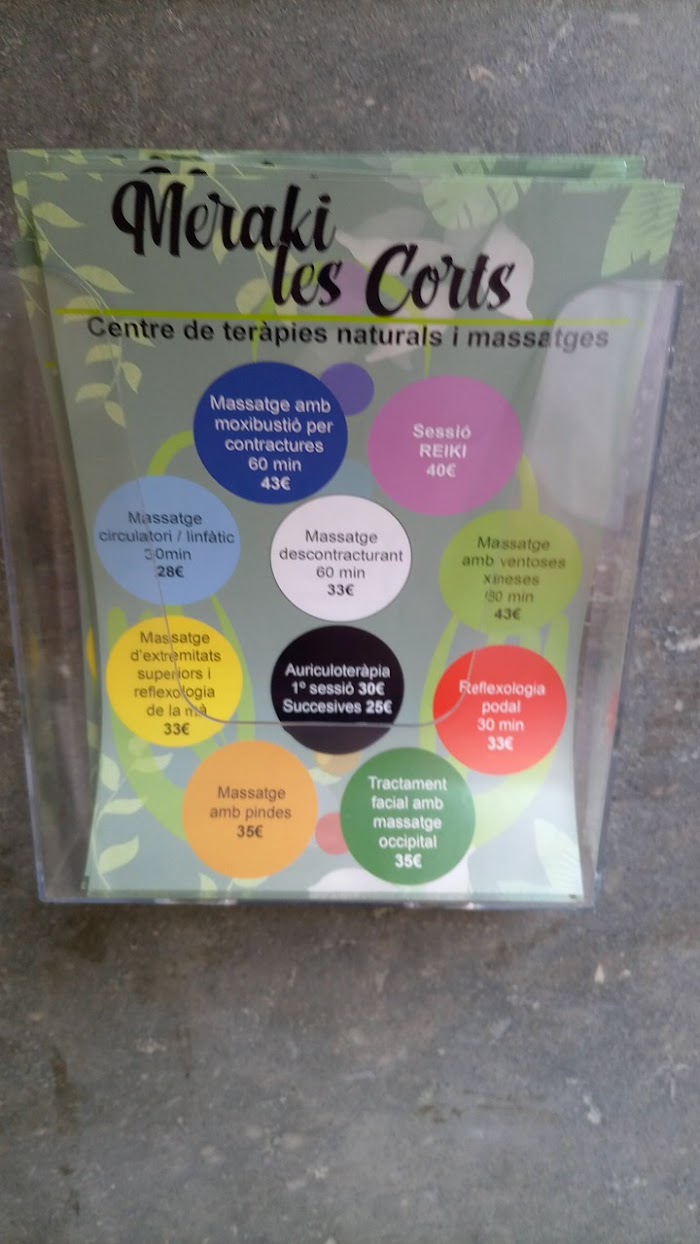 Meraki
les Corts
Centre de teràpies naturals i massatges
Massatge amb
moxibustió per
contractures
60 min
43€
Sessió
REIKI
40€
Massatge
circulatori / linfàtic
30min
28€
Massatge
descontracturant
60 min
33€
Massatge
amb ventoses
xineses
min
43€
Massatge
d'extremitats
superiors i
reflexologia
de la mà
33€
Auriculoteràpia
1º sessió 30€
Succesives 25€
Reflexologia
podal
30 min
33€
Massatge
amb pindes
35€
Tractament
facial amb
massatge
occipital
35€